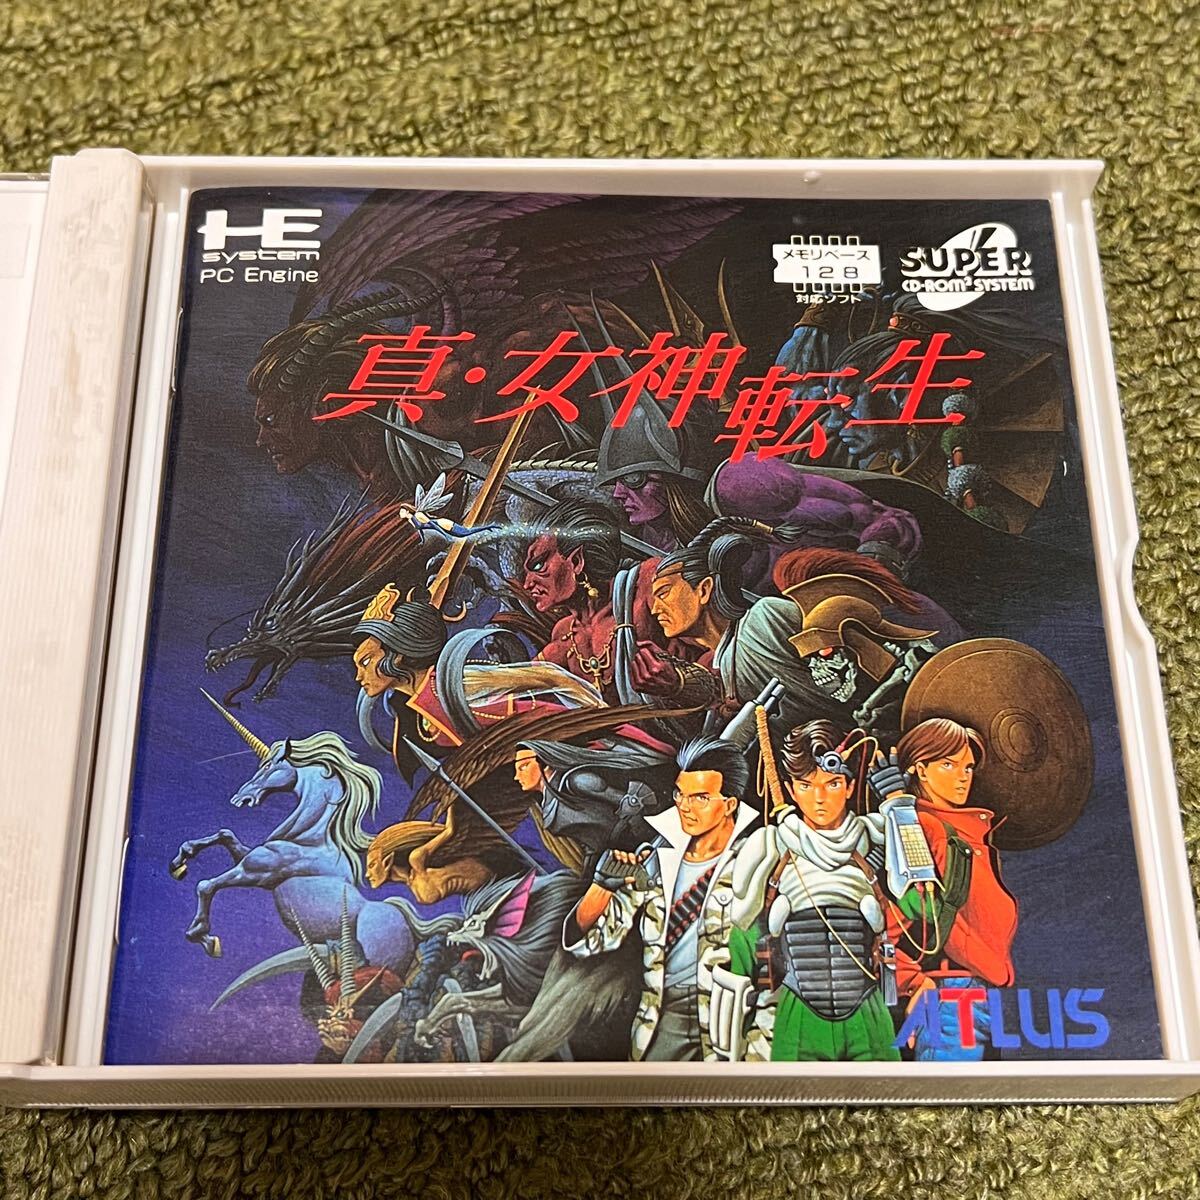 HE
system
PC Engine
メモリベース
128
対応ソフト
SUPER
CD-ROM² SYSTEM
真・女神転生
ATLUS